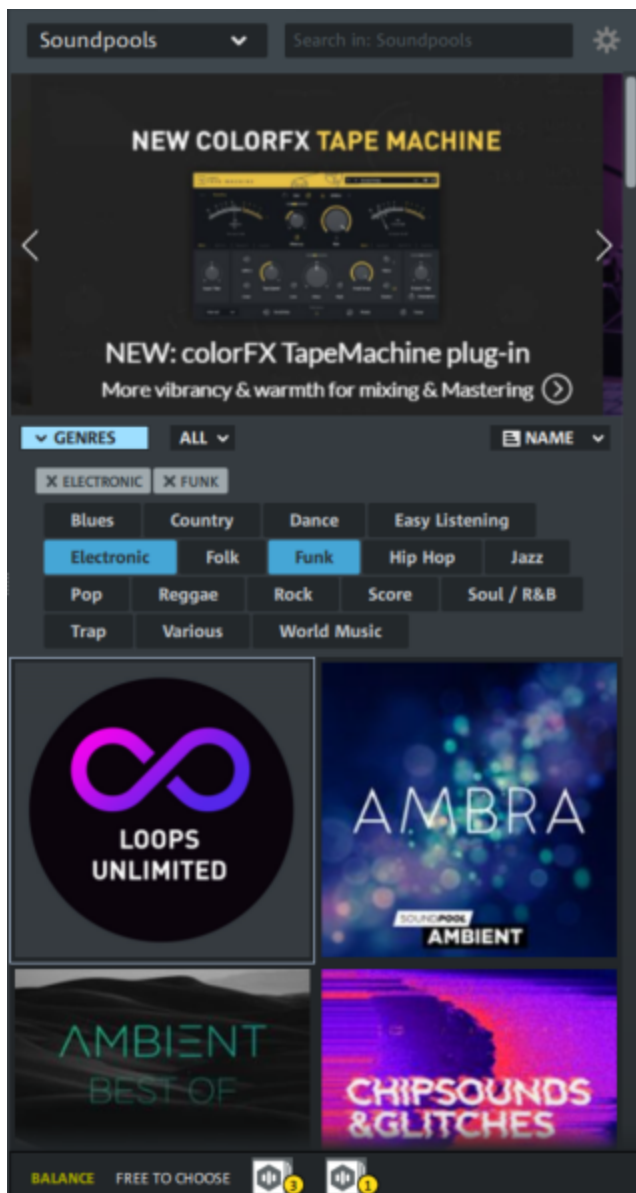 Soundpools
Search in: Soundpools
NEW COLORFX TAPE MACHINE
NEW: colorFX TapeMachine plug-in
More vibrancy & warmth for mixing & Mastering
GENRES ALL NAME
X ELECTRONIC X FUNK
Blues Country Dance Easy Listening
Electronic Folk Funk Hip Hop Jazz
Pop Reggae Rock Score Soul / R&B
Trap Various World Music
LOOPS
UNLIMITED
AMBRA
SOUNDPOOL
AMBIENT
AMBIENT
BEST OF
CHIPSOUNDS
&GLITCHES
BALANCE FREE TO CHOOSE 3 1